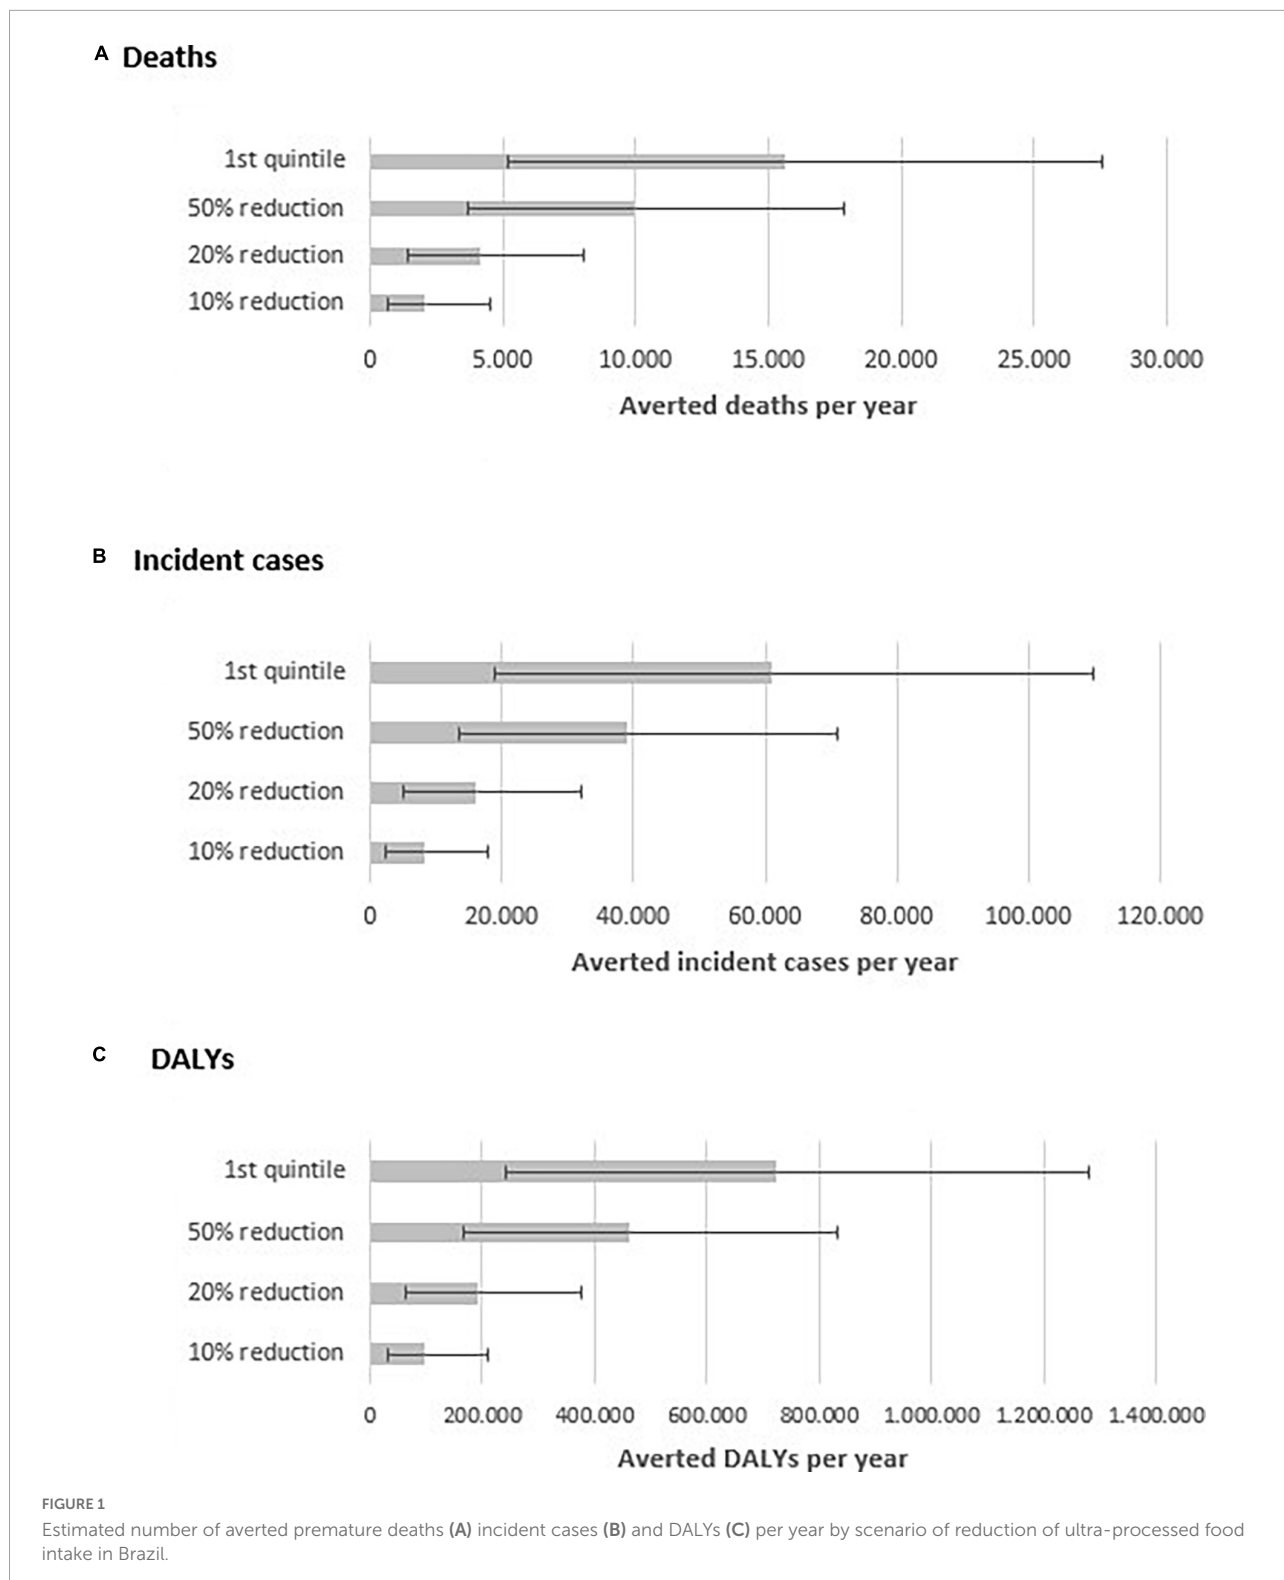 A Deaths
1st quintile
50% reduction
20% reduction
10% reduction
0 5.000 10.000 15.000 20.000 25.000 30.000
Averted deaths per year
B Incident cases
1st quintile
50% reduction
20% reduction
10% reduction
0 20.000 40.000 60.000 80.000 100.000 120.000
Averted incident cases per year
C DALYs
1st quintile
50% reduction
20% reduction
10% reduction
0 200.000 400.000 600.000 800.000 1.000.000 1.200.000 1.400.000
Averted DALYs per year
FIGURE 1
Estimated number of averted premature deaths (A) incident cases (B) and DALYs (C) per year by scenario of reduction of ultra-processed food
intake in Brazil.